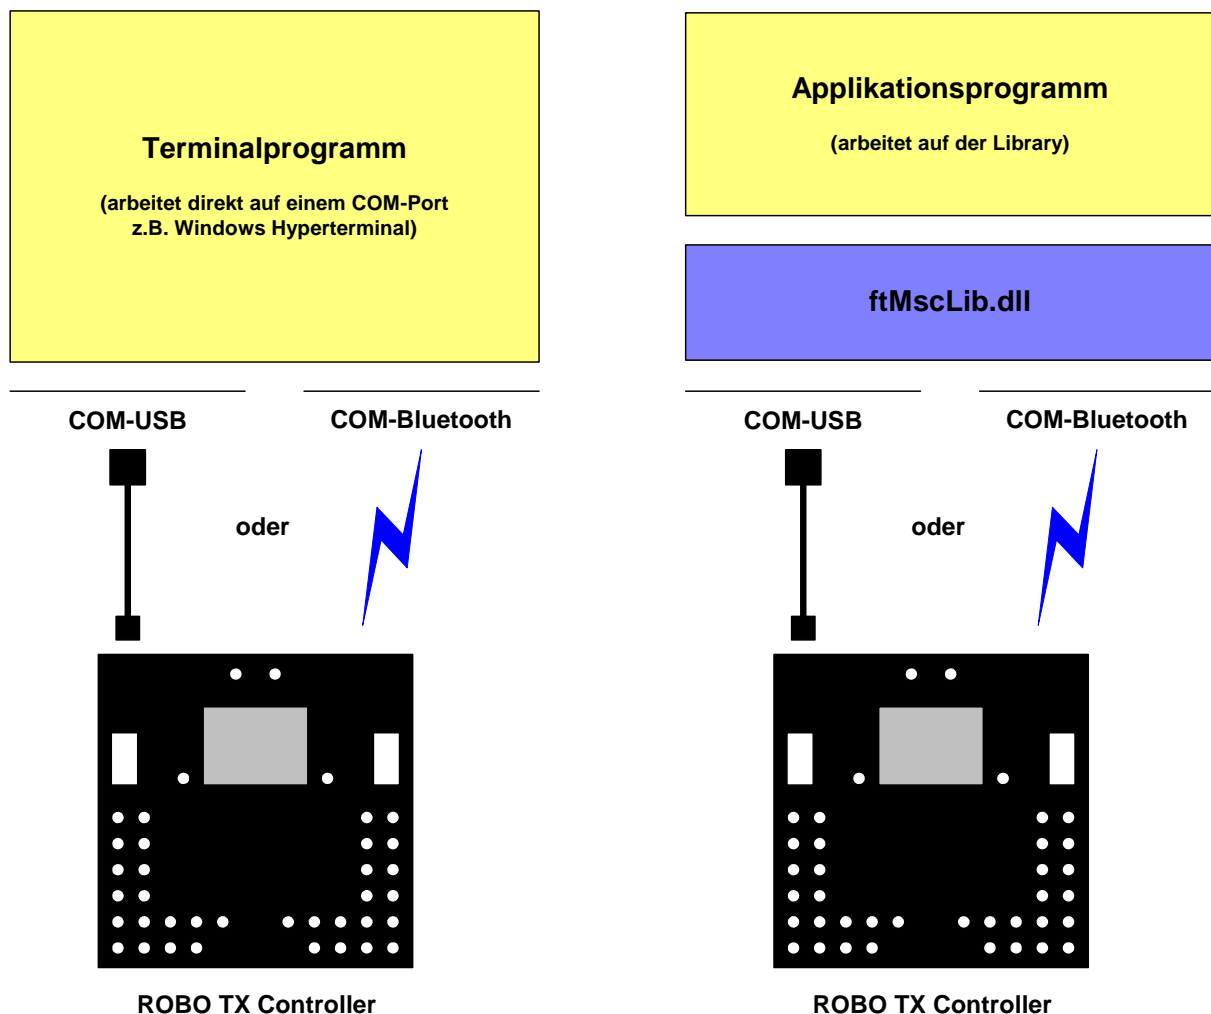 Terminalprogramm
(arbeitet direkt auf einem COM-Port
z.B. Windows Hyperterminal)
COM-USB
COM-Bluetooth
oder
ROBO TX Controller
Applikationsprogramm
(arbeitet auf der Library)
ftMscLib.dll
COM-USB
COM-Bluetooth
oder
ROBO TX Controller